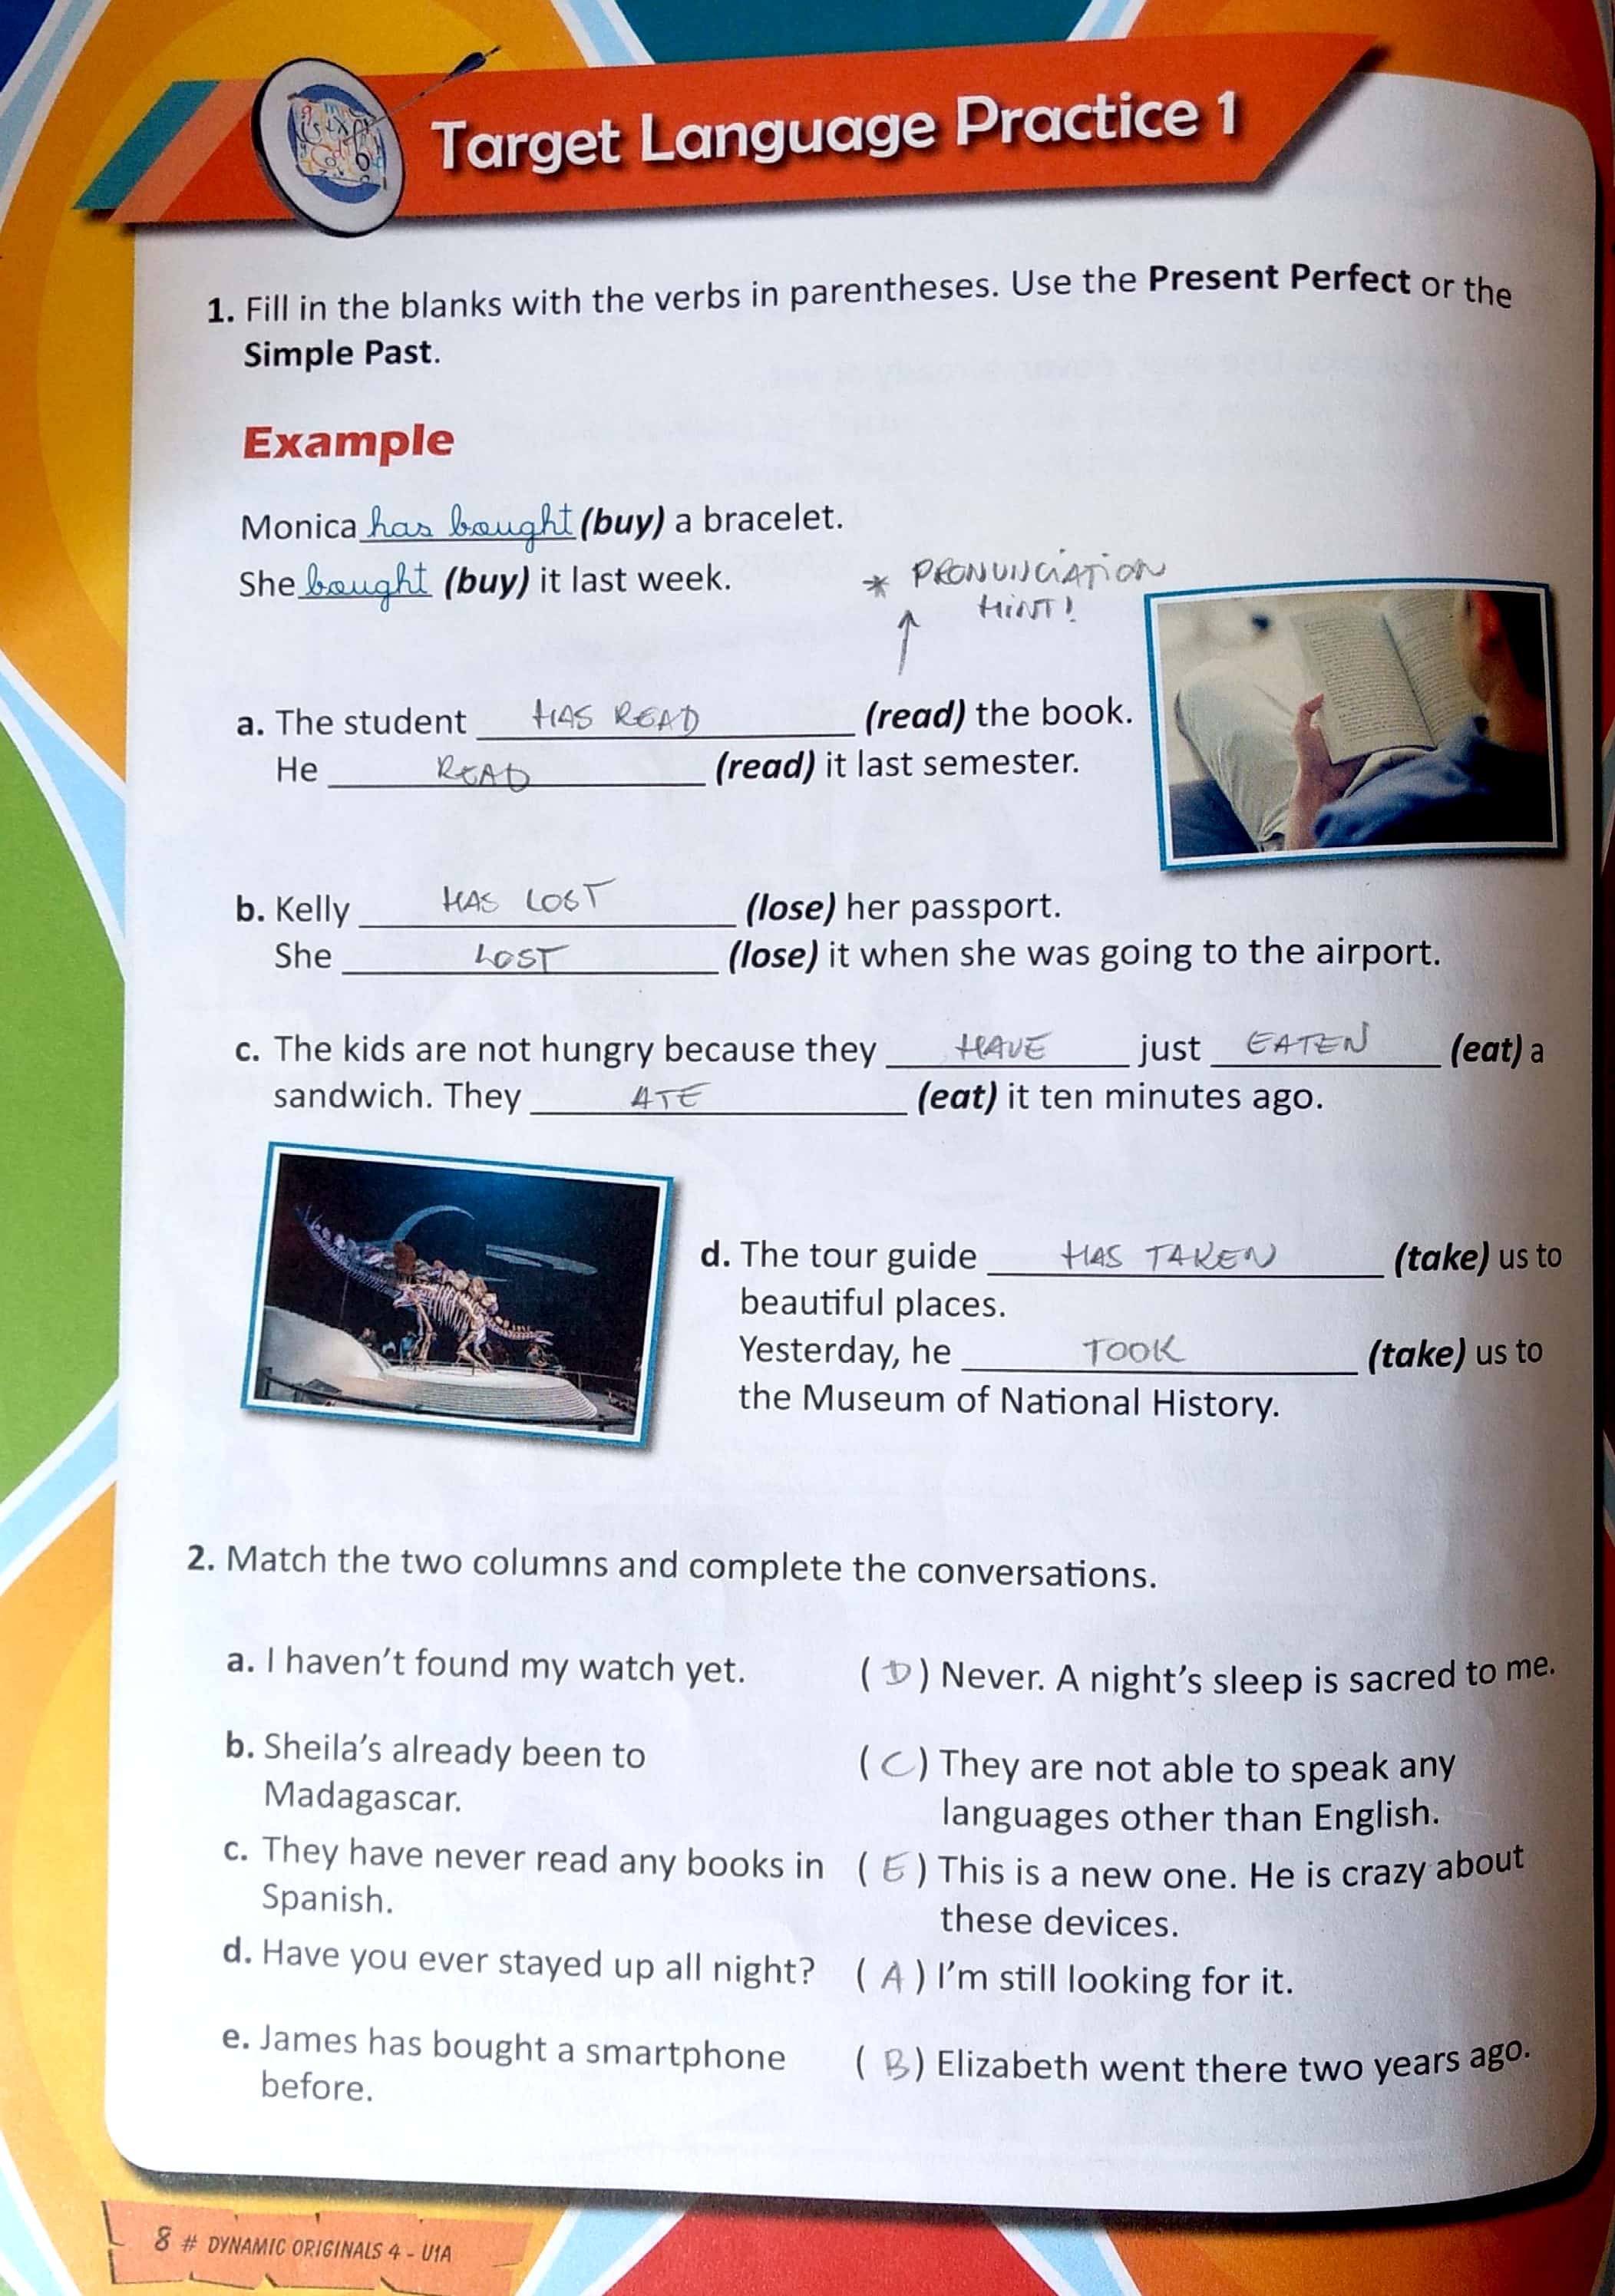 Target Language Practice 1
1. Fill in the blanks with the verbs in parentheses. Use the Present Perfect or the
Simple Past.
Example
Monica has bought (buy) a bracelet.
She bought (buy) it last week.
* PRONUNCIATION
HINT!
a. The student HAS READ (read) the book.
He READ (read) it last semester.
b. Kelly HAS LOST (lose) her passport.
She LOST (lose) it when she was going to the airport.
c. The kids are not hungry because they HAVE just EATEN (eat) a
sandwich. They ATE (eat) it ten minutes ago.
d. The tour guide HAS TAKEN (take) us to
beautiful places.
Yesterday, he TOOK (take) us to
the Museum of National History.
2. Match the two columns and complete the conversations.
a. I haven't found my watch yet.
(D) Never. A night's sleep is sacred to me.
b. Sheila's already been to
Madagascar.
(C) They are not able to speak any
languages other than English.
c. They have never read any books in
Spanish.
(E) This is a new one. He is crazy about
these devices.
d. Have you ever stayed up all night?
(A) I'm still looking for it.
e. James has bought a smartphone
before.
(B) Elizabeth went there two years ago.
8 # DYNAMIC ORIGINALS 4 - U1A